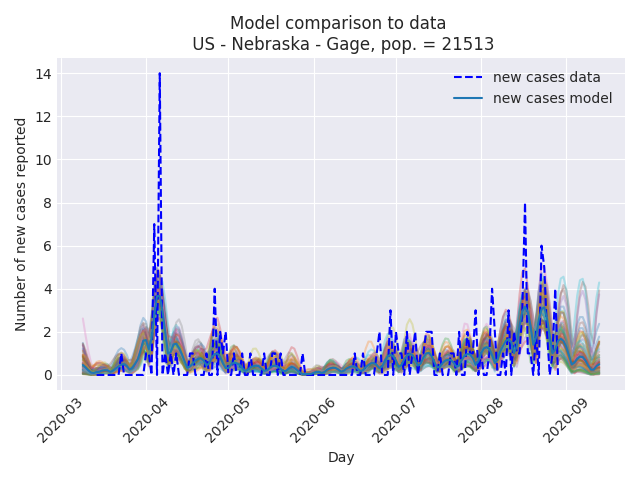 Model comparison to data
US - Nebraska - Gage, pop. = 21513
new cases data
new cases model
Number of new cases reported
14
12
10
8
6
4
2
0
2020-03
2020-04
2020-05
2020-06
2020-07
2020-08
2020-09
Day